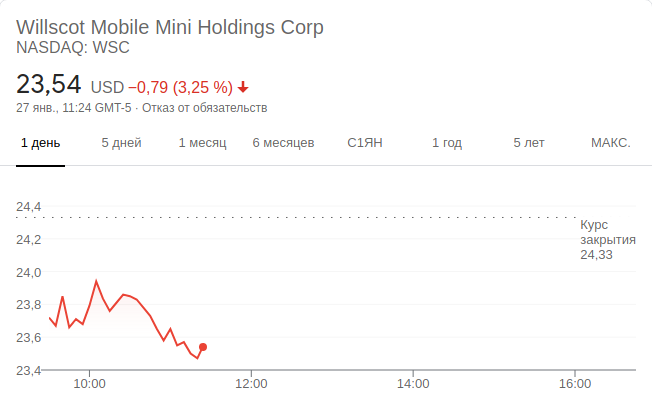 Willscot Mobile Mini Holdings Corp
NASDAQ: WSC
23,54 USD −0,79 (3,25 %)
27 янв., 11:24 GMT-5 · Отказ от обязательств
1 день 5 дней 1 месяц 6 месяцев С1ЯН 1 год 5 лет МАКС.
24,4
24,2
24,0
23,8
23,6
23,4
Курс
закрытия
24,33
10:00 12:00 14:00 16:00